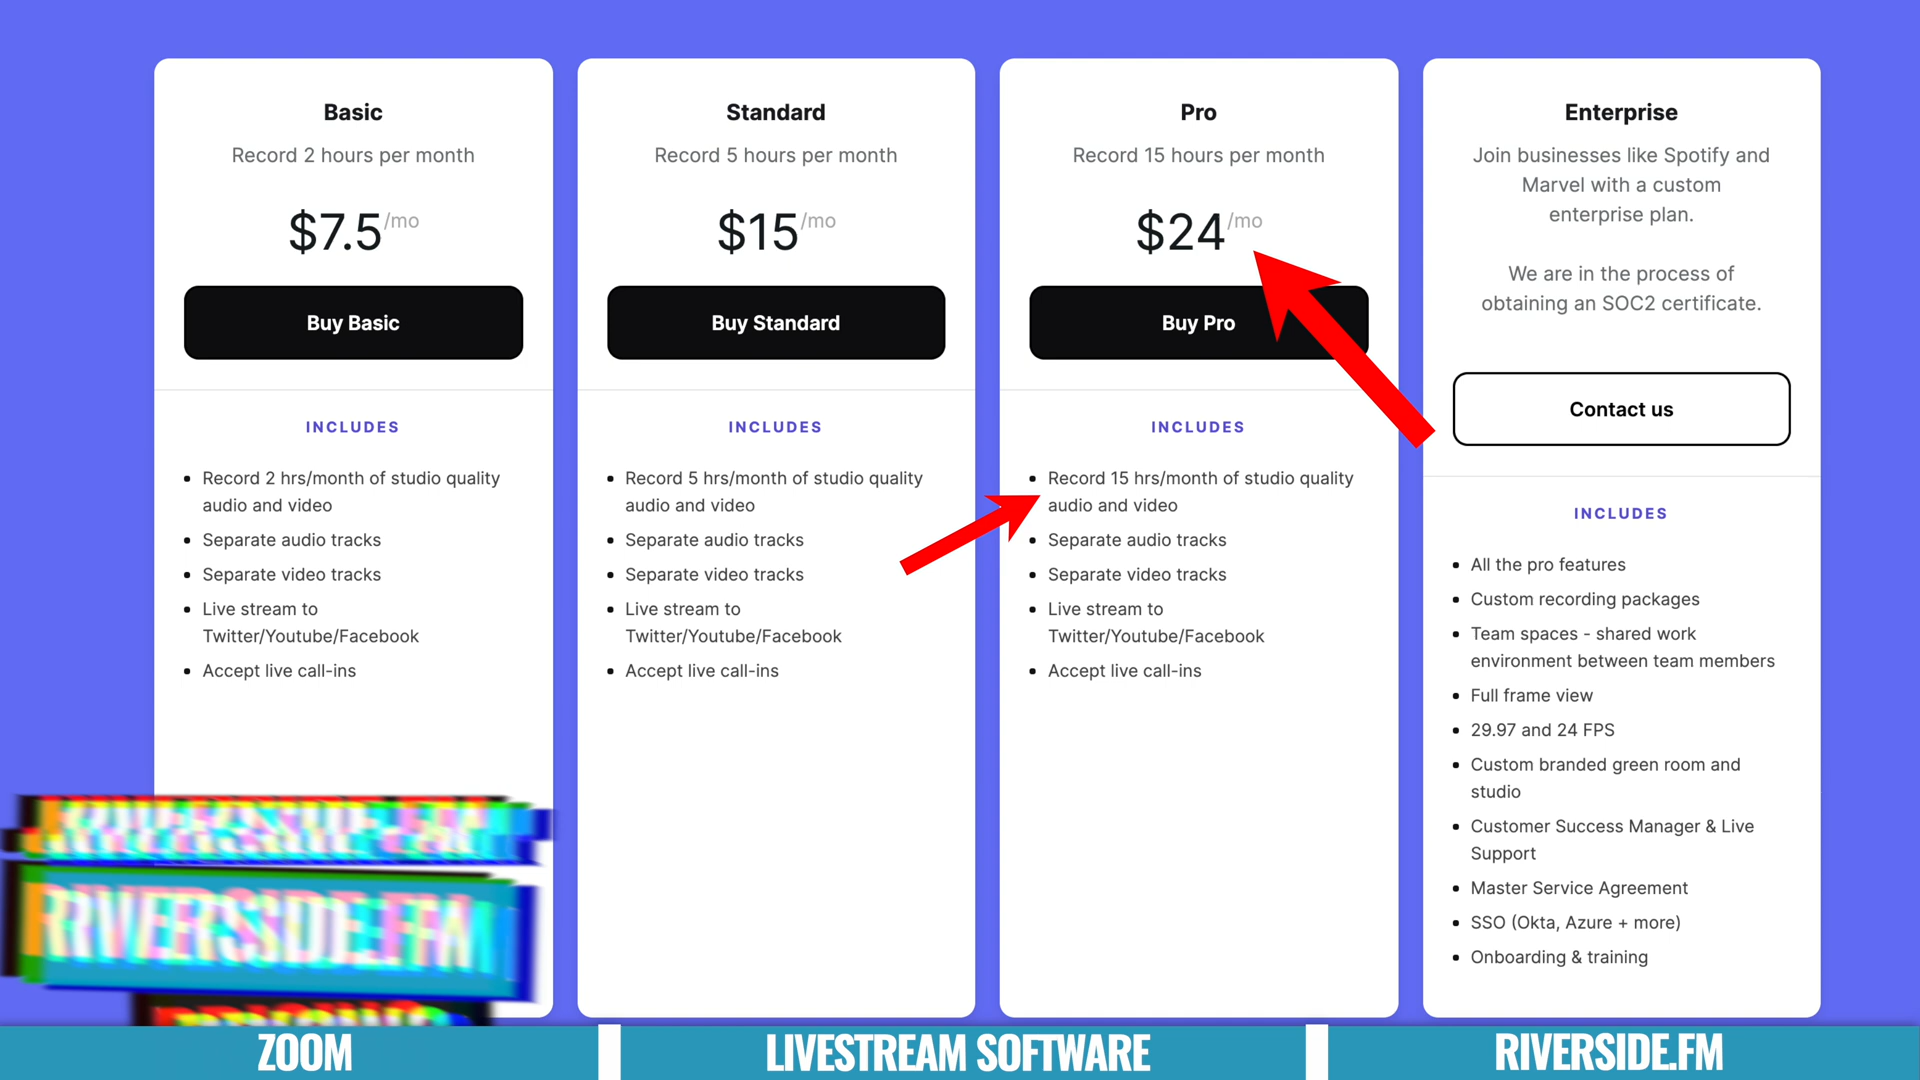 Basic
Record 2 hours per month
$7.5/mo
Buy Basic
INCLUDES
Record 2 hrs/month of studio quality
audio and video
Separate audio tracks
Separate video tracks
Live stream to
Twitter/Youtube/Facebook
Accept live call-ins
Standard
Record 5 hours per month
$15/mo
Buy Standard
INCLUDES
Record 5 hrs/month of studio quality
audio and video
Separate audio tracks
Separate video tracks
Live stream to
Twitter/Youtube/Facebook
Accept live call-ins
Pro
Record 15 hours per month
$24/mo
Buy Pro
INCLUDES
Record 15 hrs/month of studio quality
audio and video
Separate audio tracks
Separate video tracks
Live stream to
Twitter/Youtube/Facebook
Accept live call-ins
Enterprise
Join businesses like Spotify and
Marvel with a custom
enterprise plan.
We are in the process of
obtaining an SOC2 certificate.
Contact us
INCLUDES
All the pro features
Custom recording packages
Team spaces - shared work
environment between team members
Full frame view
29.97 and 24 FPS
Custom branded green room and
studio
Customer Success Manager & Live
Support
Master Service Agreement
SSO (Okta, Azure + more)
Onboarding & training
RIVERSIDE.FM
RIVERSIDE.FM
ZOOM
LIVESTREAM SOFTWARE
RIVERSIDE.FM